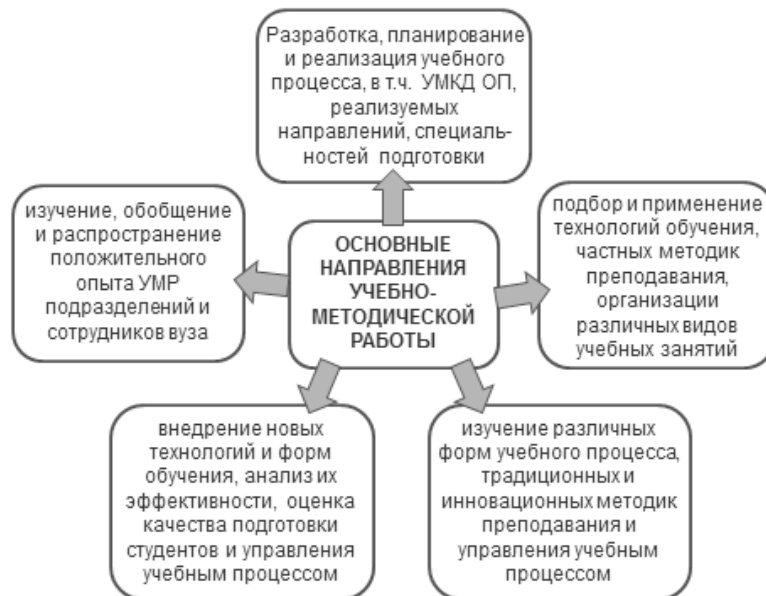 Разработка, планирование
и реализация учебного
процесса, в т.ч. УМКД ОП,
реализуемых
направлений, специаль-
ностей подготовки
изучение, обобщение
и распространение
положительного
опыта УМР
подразделений и
сотрудников вуза
ОСНОВНЫЕ
НАПРАВЛЕНИЯ
УЧЕБНО-
МЕТОДИЧЕСКОЙ
РАБОТЫ
подбор и применение
технологий обучения,
частных методик
преподавания,
организации
различных видов
учебных занятий
внедрение новых
технологий и форм
обучения, анализ их
эффективности, оценка
качества подготовки
студентов и управления
учебным процессом
изучение различных
форм учебного процесса,
традиционных и
инновационных методик
преподавания и
управления учебным
процессом